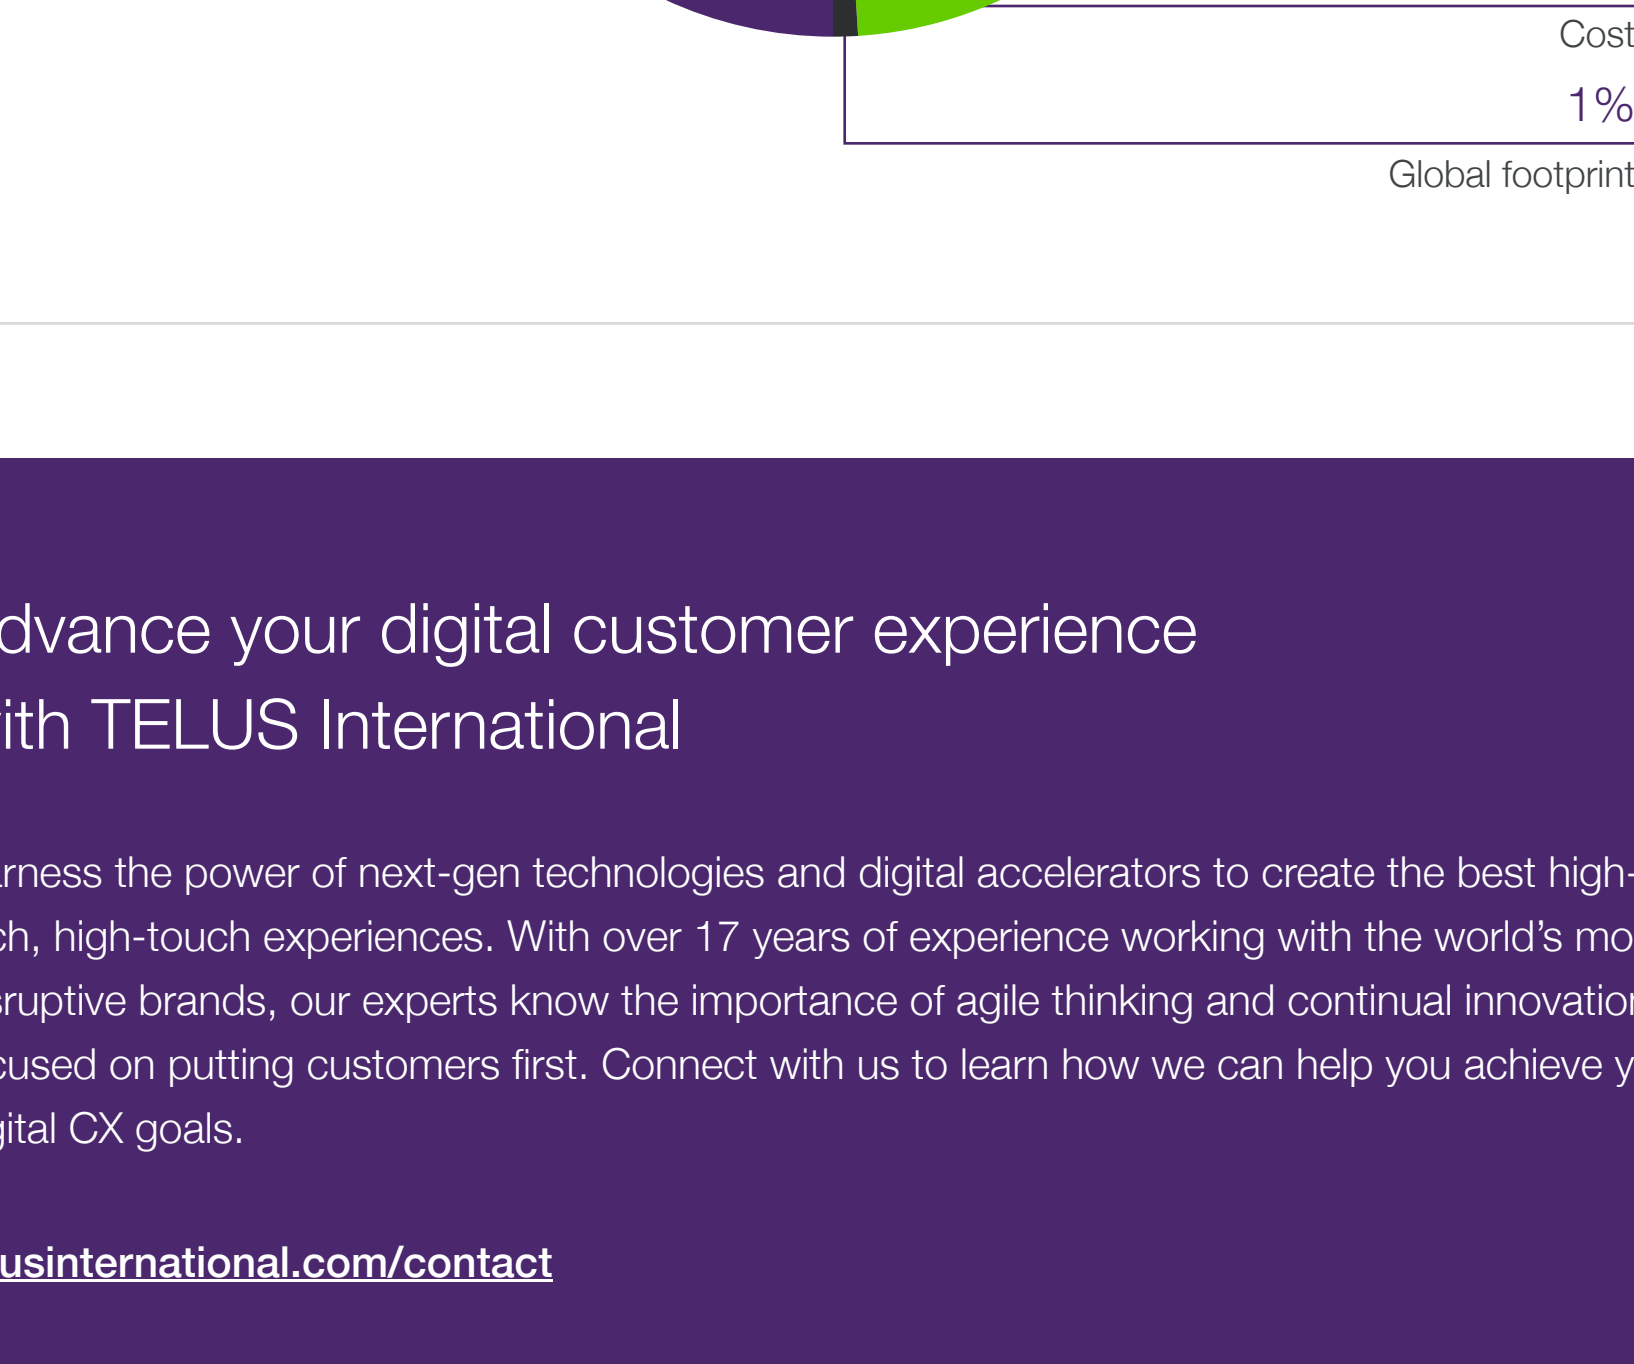 Cost
1%
Global footprint
dvance your digital customer experience
ith TELUS International
rness the power of next-gen technologies and digital accelerators to create the best high-
ch, high-touch experiences. With over 17 years of experience working with the world’s mo
sruptive brands, our experts know the importance of agile thinking and continual innovation
cused on putting customers first. Connect with us to learn how we can help you achieve y
gital CX goals.
usinternational.com/contact